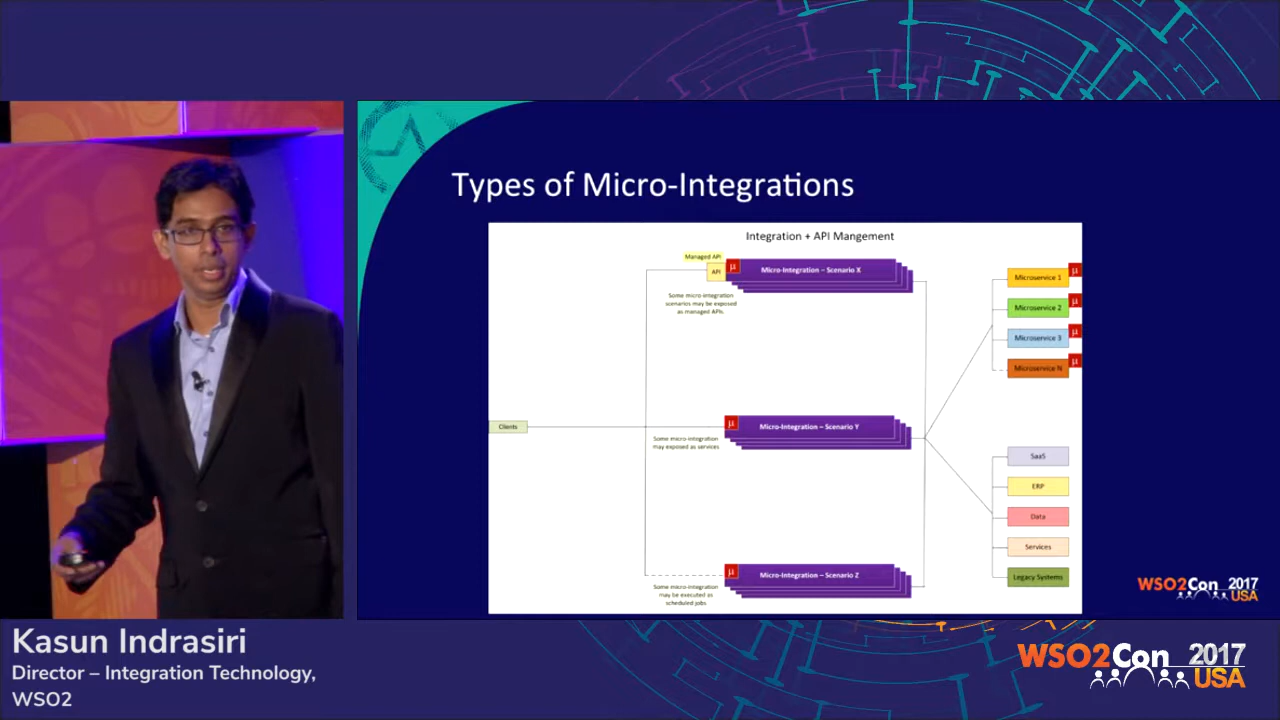 Types of Micro-Integrations
Integration + API Mangement
Managed API
API
µ
Micro-Integration – Scenario X
Some micro-integration
scenarios may be exposed
as managed APIs.
Microservice 1
µ
Microservice 2
µ
Microservice 3
µ
Microservice N
µ
Clients
µ
Micro-Integration – Scenario Y
Some micro-integration
may exposed as services
SaaS
ERP
Data
Services
Legacy Systems
µ
Micro-Integration – Scenario Z
Some micro-integration
may be executed as
scheduled jobs
WSO2Con 2017
USA
Kasun Indrasiri
Director – Integration Technology,
WSO2
WSO2Con 2017
USA